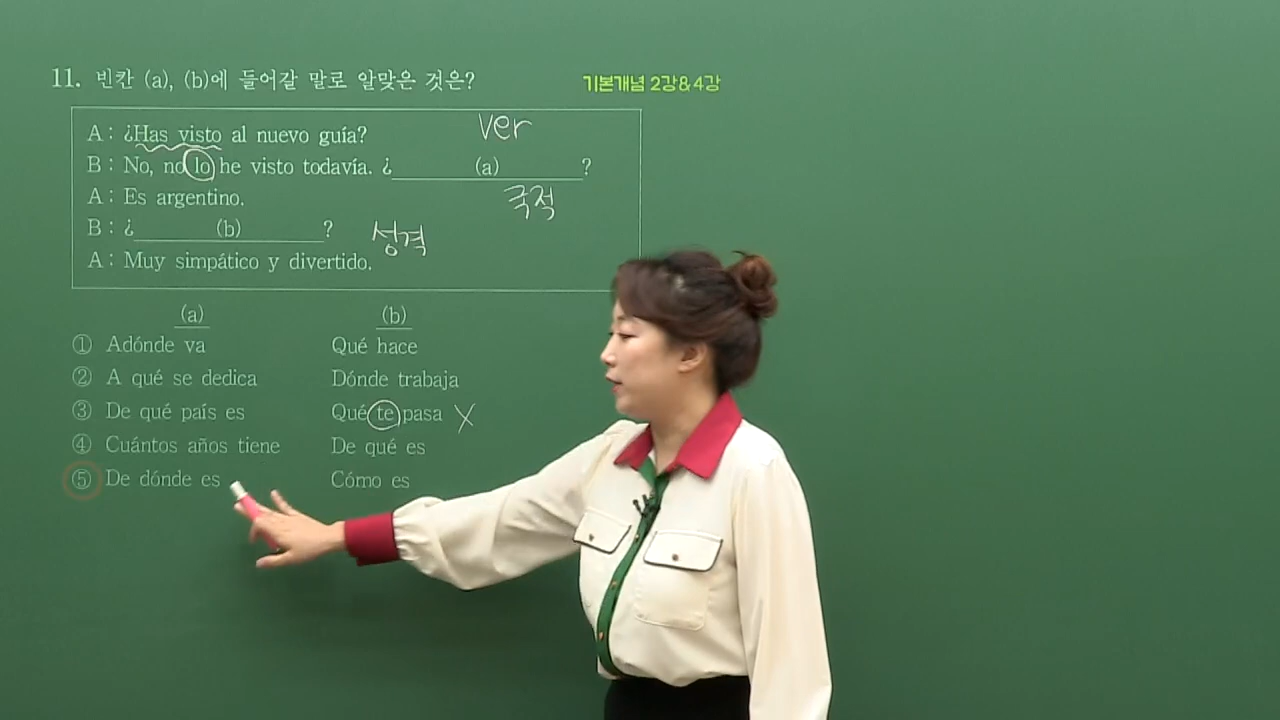 11. 빈칸 (a), (b)에 들어갈 말로 알맞은 것은? 기본개념 2강&4강
A : ¿Has visto al nuevo guía? ver
B : No, no lo he visto todavía. ¿ (a) ?
A : Es argentino. 국적
B : ¿ (b) ? 성격
A : Muy simpático y divertido.
(a) (b)
① Adónde va Qué hace
② A qué se dedica Dónde trabaja
③ De qué país es Qué te pasa X
④ Cuántos años tiene De qué es
⑤ De dónde es Cómo es